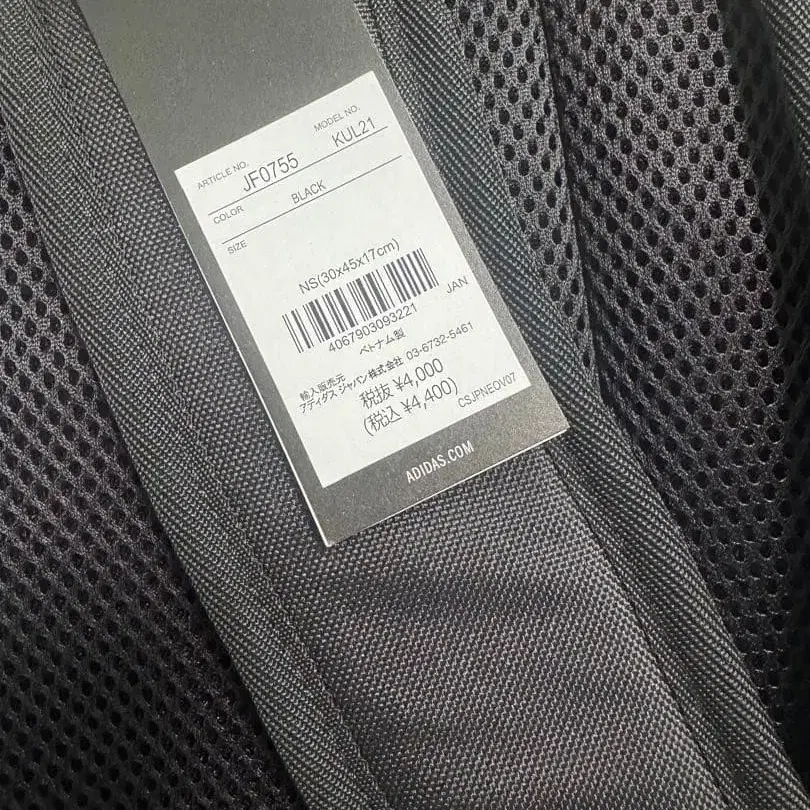 ARTICLE NO. MODEL NO.
JF0755 KUL21
COLOR BLACK
SIZE
NS(30x45x17cm)
JAN
4067903093221
ベトナム製
輸入販売元
アディダス ジャパン株式会社 03-6732-5461
税抜 ¥4,000
(税込 ¥4,400)
CSJPNEOV07
ADIDAS.COM